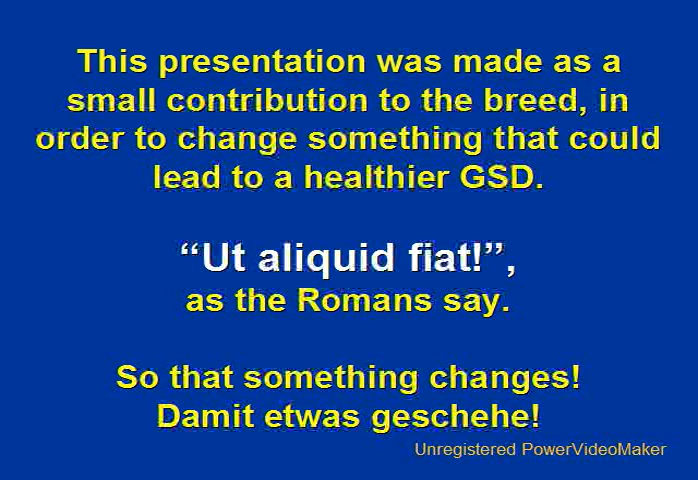 This presentation was made as a
small contribution to the breed, in
order to change something that could
lead to a healthier GSD.
“Ut aliquid fiat!”,
as the Romans say.
So that something changes!
Damit etwas geschehe!
Unregistered PowerVideoMaker